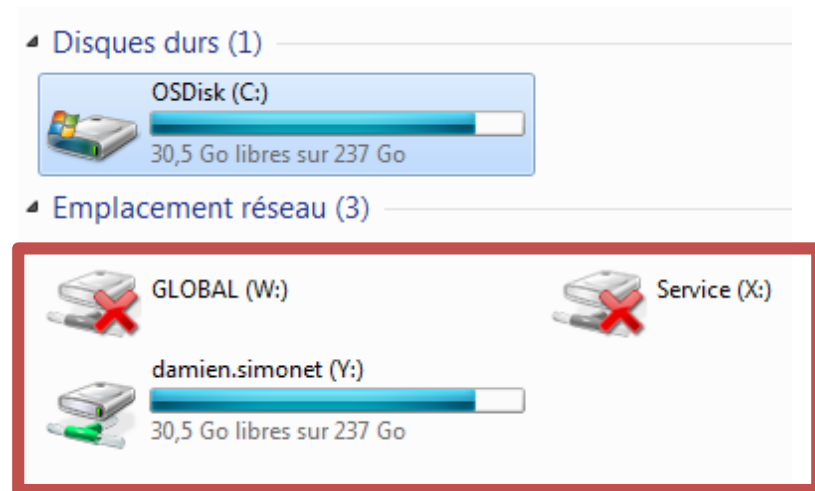 Disques durs (1)
OSDisk (C:)
30,5 Go libres sur 237 Go
Emplacement réseau (3)
GLOBAL (W:)
Service (X:)
damien.simonet (Y:)
30,5 Go libres sur 237 Go